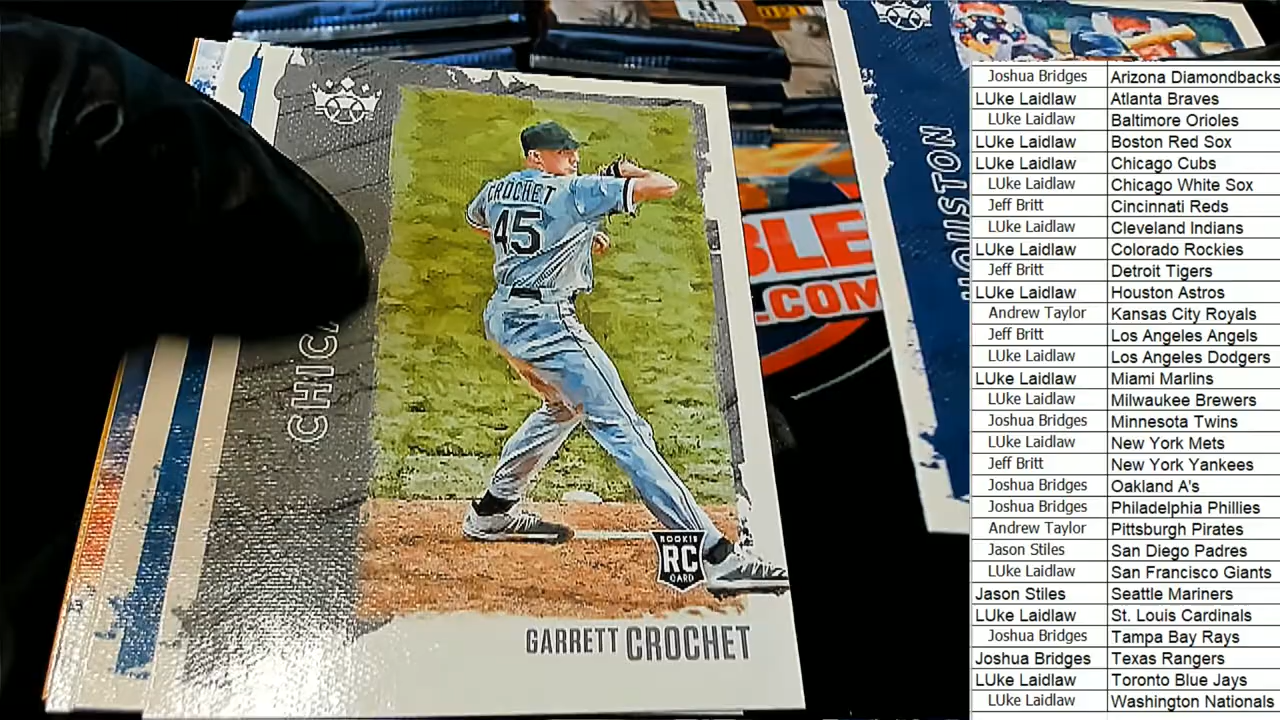 CROCHET
45
CHIC
ROOKIE
RC
CARD
GARRETT CROCHET
HOUSTON
BLE
.COM
Joshua Bridges Arizona Diamondbacks
LUke Laidlaw Atlanta Braves
LUke Laidlaw Baltimore Orioles
LUke Laidlaw Boston Red Sox
LUke Laidlaw Chicago Cubs
LUke Laidlaw Chicago White Sox
Jeff Britt Cincinnati Reds
LUke Laidlaw Cleveland Indians
LUke Laidlaw Colorado Rockies
Jeff Britt Detroit Tigers
LUke Laidlaw Houston Astros
Andrew Taylor Kansas City Royals
Jeff Britt Los Angeles Angels
LUke Laidlaw Los Angeles Dodgers
LUke Laidlaw Miami Marlins
LUke Laidlaw Milwaukee Brewers
Joshua Bridges Minnesota Twins
LUke Laidlaw New York Mets
Jeff Britt New York Yankees
Joshua Bridges Oakland A's
Joshua Bridges Philadelphia Phillies
Andrew Taylor Pittsburgh Pirates
Jason Stiles San Diego Padres
LUke Laidlaw San Francisco Giants
Jason Stiles Seattle Mariners
LUke Laidlaw St. Louis Cardinals
Joshua Bridges Tampa Bay Rays
Joshua Bridges Texas Rangers
LUke Laidlaw Toronto Blue Jays
LUke Laidlaw Washington Nationals